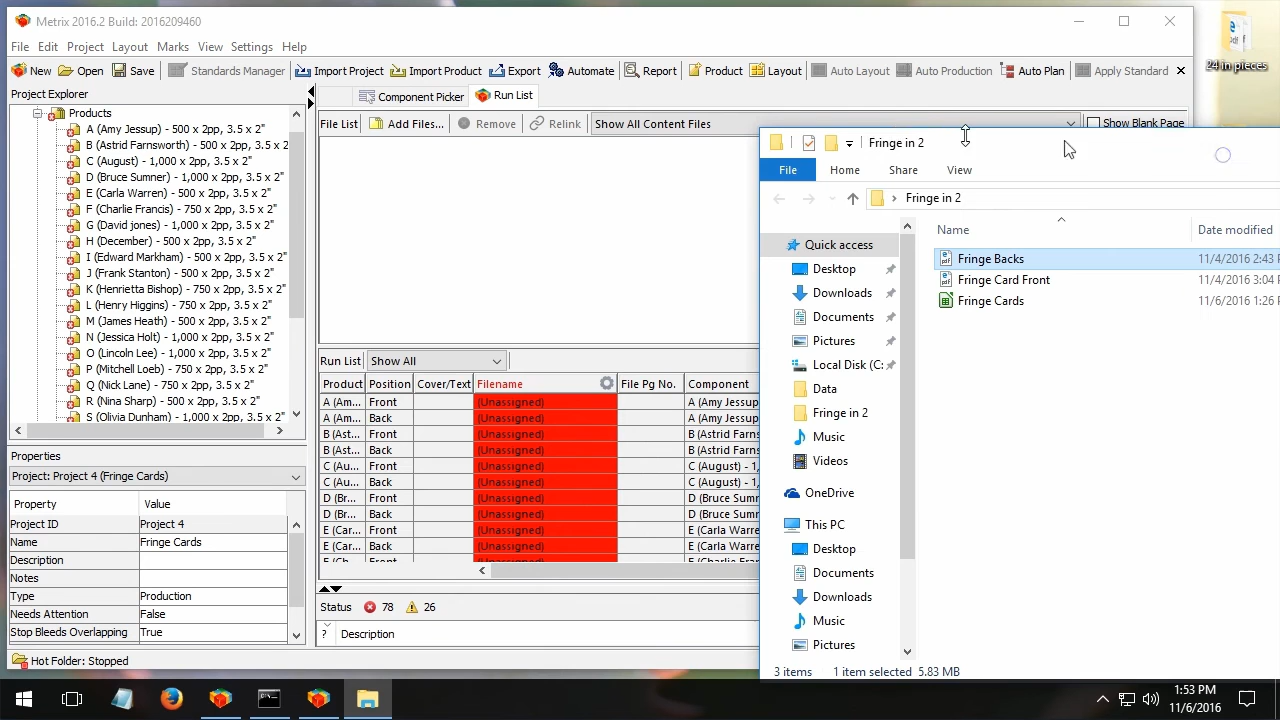 Metrix 2016.2 Build: 2016209460
File Edit Project Layout Marks View Settings Help
New Open Save Standards Manager Import Project Import Product Export Automate Report Product Layout Auto Layout Auto Production Auto Plan Apply Standard
Project Explorer
Products
A (Amy Jessup) - 500 x 2pp, 3.5 x 2"
B (Astrid Farnsworth) - 500 x 2pp, 3.5 x 2
C (August) - 1,000 x 2pp, 3.5 x 2"
D (Bruce Sumner) - 1,000 x 2pp, 3.5 x 2"
E (Carla Warren) - 500 x 2pp, 3.5 x 2"
F (Charlie Francis) - 750 x 2pp, 3.5 x 2"
G (David jones) - 1,000 x 2pp, 3.5 x 2"
H (December) - 500 x 2pp, 3.5 x 2"
I (Edward Markham) - 500 x 2pp, 3.5 x 2"
J (Frank Stanton) - 500 x 2pp, 3.5 x 2"
K (Henrietta Bishop) - 750 x 2pp, 3.5 x 2"
L (Henry Higgins) - 750 x 2pp, 3.5 x 2"
M (James Heath) - 500 x 2pp, 3.5 x 2"
N (Jessica Holt) - 1,000 x 2pp, 3.5 x 2"
O (Lincoln Lee) - 1,000 x 2pp, 3.5 x 2"
P (Mitchell Loeb) - 750 x 2pp, 3.5 x 2"
Q (Nick Lane) - 750 x 2pp, 3.5 x 2"
R (Nina Sharp) - 500 x 2pp, 3.5 x 2"
S (Olivia Dunham) - 1,000 x 2pp, 3.5 x 2"
Properties
Project: Project 4 (Fringe Cards)
Property Value
Project ID Project 4
Name Fringe Cards
Description
Notes
Type Production
Needs Attention False
Stop Bleeds Overlapping True
Hot Folder: Stopped
Component Picker Run List
File List Add Files... Remove Relink Show All Content Files Show Blank Page
Run List Show All
Product Position Cover/Text Filename File Pg No. Component
A (Am... Front (Unassigned) A (Amy Jessup
A (Am... Back (Unassigned) A (Amy Jessup
B (Ast... Front (Unassigned) B (Astrid Farns
B (Ast... Back (Unassigned) B (Astrid Farns
C (Au... Front (Unassigned) C (August) - 1,
C (Au... Back (Unassigned) C (August) - 1,
D (Br... Front (Unassigned) D (Bruce Sumr
D (Br... Back (Unassigned) D (Bruce Sumr
E (Car... Front (Unassigned) E (Carla Warre
E (Car... Back (Unassigned) E (Carla Warre
Status 78 26
? Description
Fringe in 2
File Home Share View
Fringe in 2
Name Date modified
Quick access
Desktop
Downloads
Documents
Pictures
Local Disk (C:
Data
Fringe in 2
Music
Videos
OneDrive
This PC
Desktop
Documents
Downloads
Music
Pictures
Fringe Backs 11/4/2016 2:43
Fringe Card Front 11/4/2016 3:04
Fringe Cards 11/6/2016 1:26
3 items 1 item selected 5.83 MB
24 in pieces
1:53 PM
11/6/2016